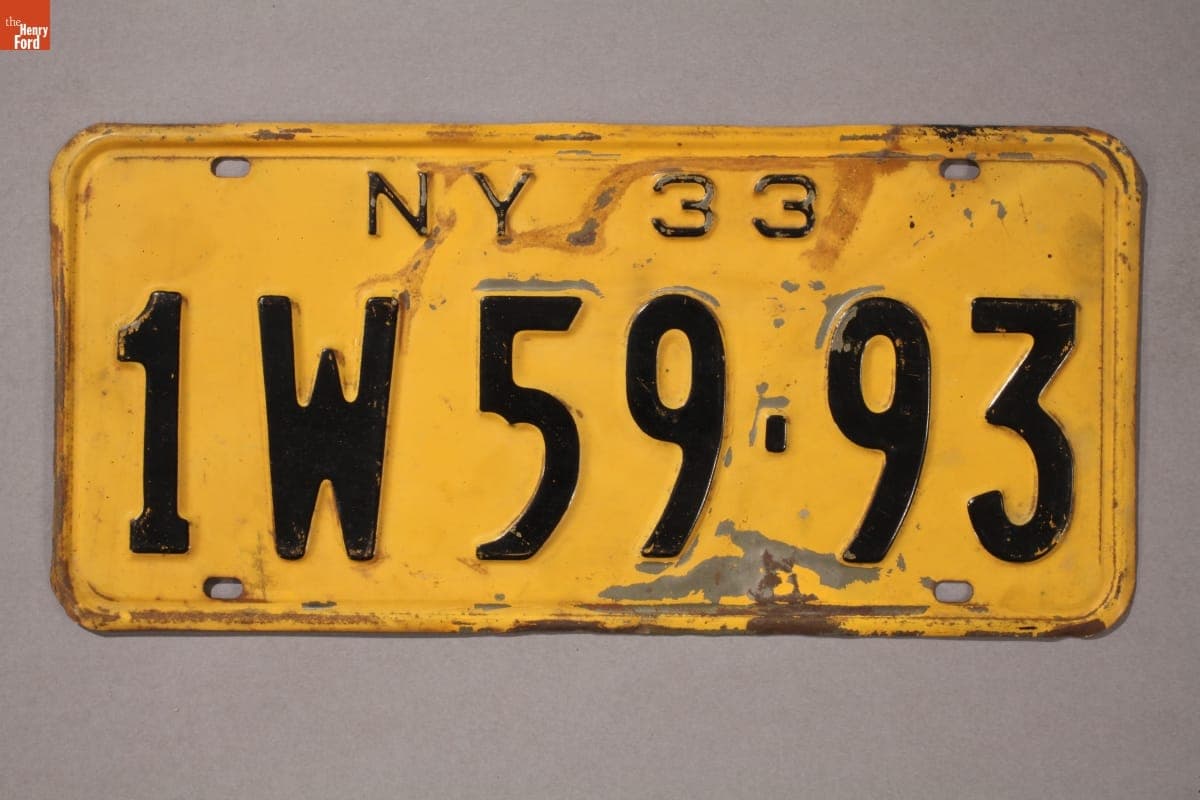 the
Henry
Ford
NY 33
1W59·93